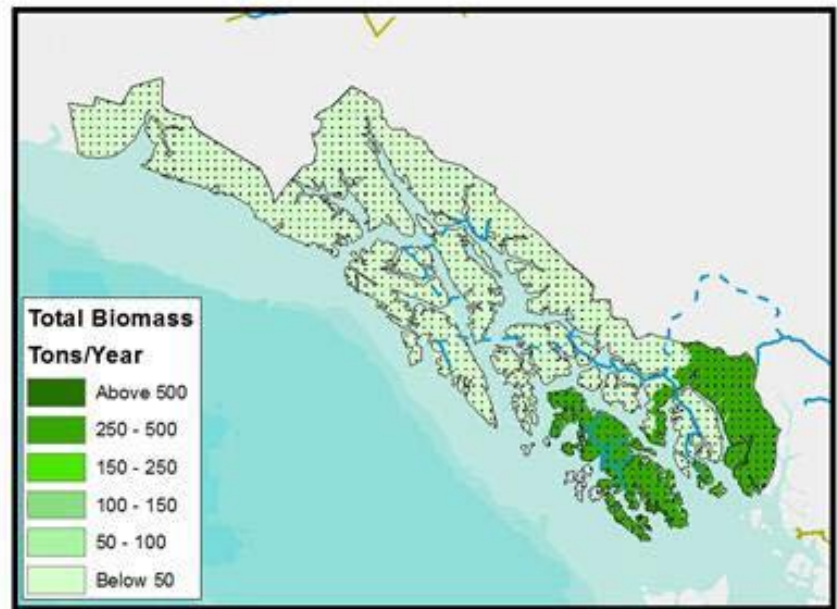 Total Biomass
Tons/Year
Above 500
250 - 500
150 - 250
100 - 150
50 - 100
Below 50